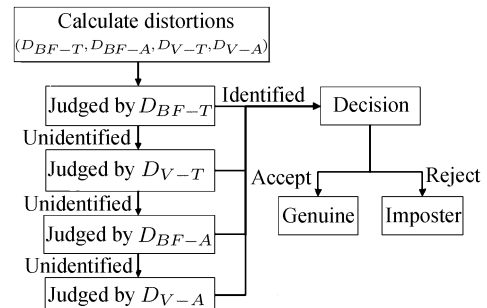 Calculate distortions
(D_{BF-T}, D_{BF-A}, D_{V-T}, D_{V-A})
Judged by D_{BF-T}
Identified
Decision
Unidentified
Judged by D_{V-T}
Accept
Reject
Unidentified
Judged by D_{BF-A}
Genuine
Imposter
Unidentified
Judged by D_{V-A}